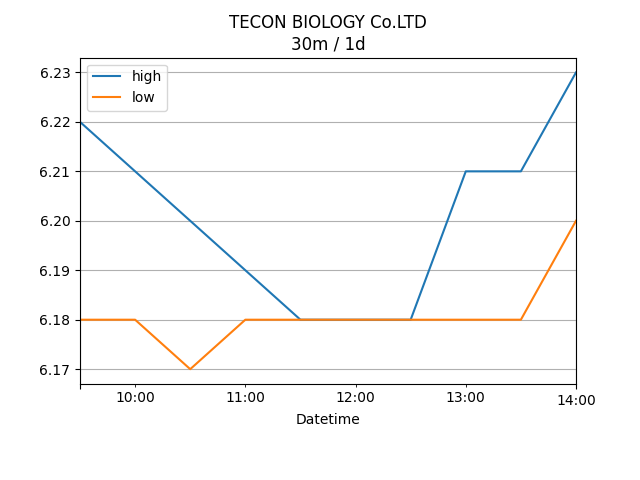 TECON BIOLOGY Co.LTD
30m / 1d
high
low
6.23
6.22
6.21
6.20
6.19
6.18
6.17
10:00
11:00
12:00
13:00
14:00
Datetime